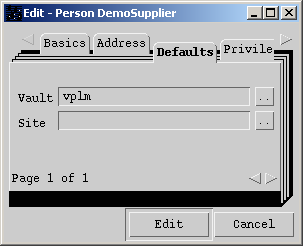 Edit - Person DemoSupplier
Basics Address Defaults Privile
Vault vplm ..
Site ..
Page 1 of 1
Edit Cancel